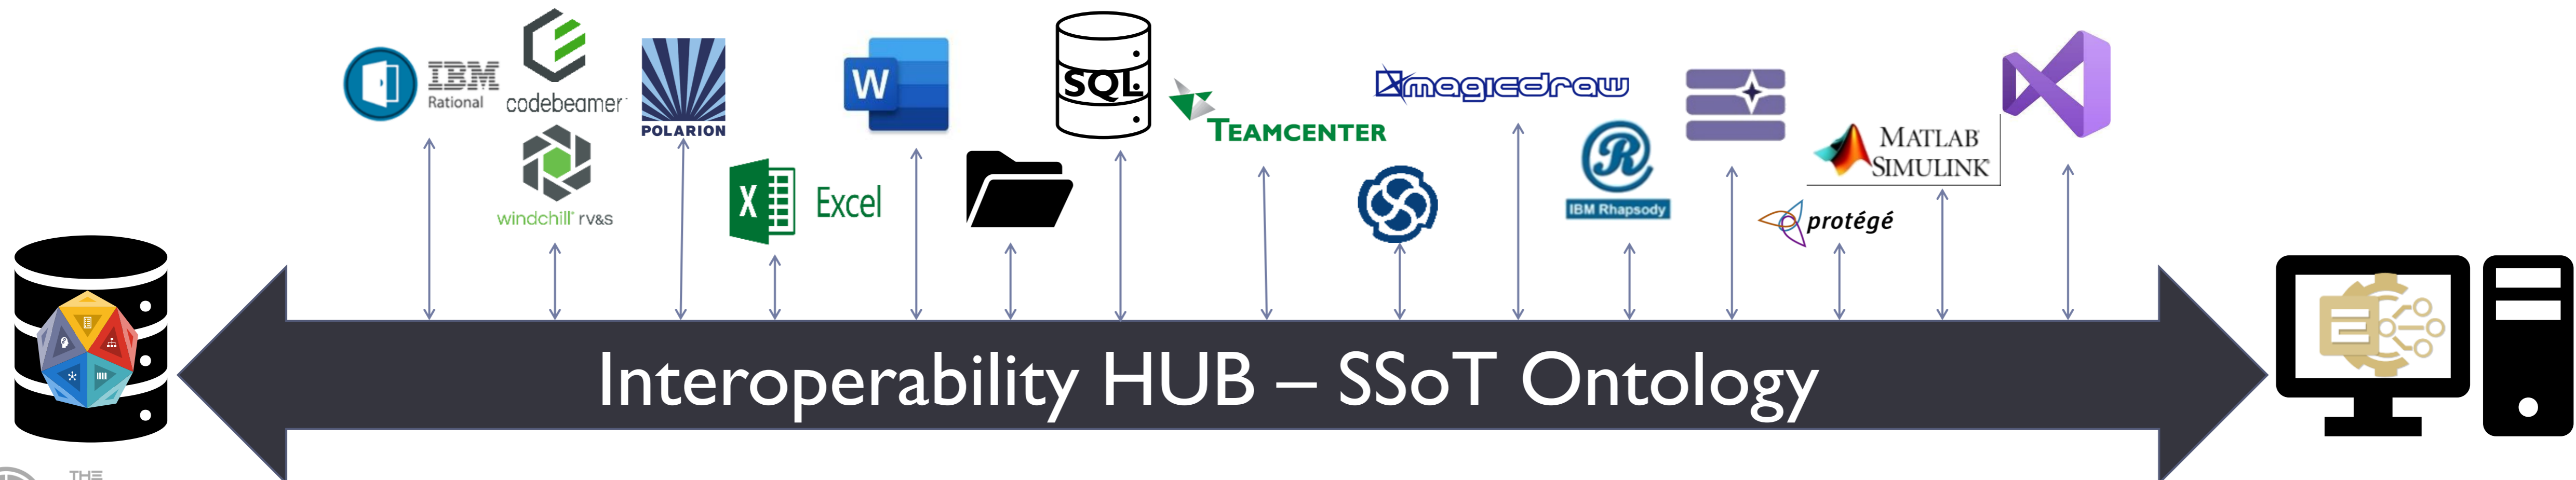 IBM
Rational
codebeamer
windchill® rv&s
POLARION
X
Excel
W
SQL
TEAMCENTER
magicdraw
R
IBM Rhapsody
protégé
MATLAB
SIMULINK®
Interoperability HUB – SSoT Ontology
E
THE